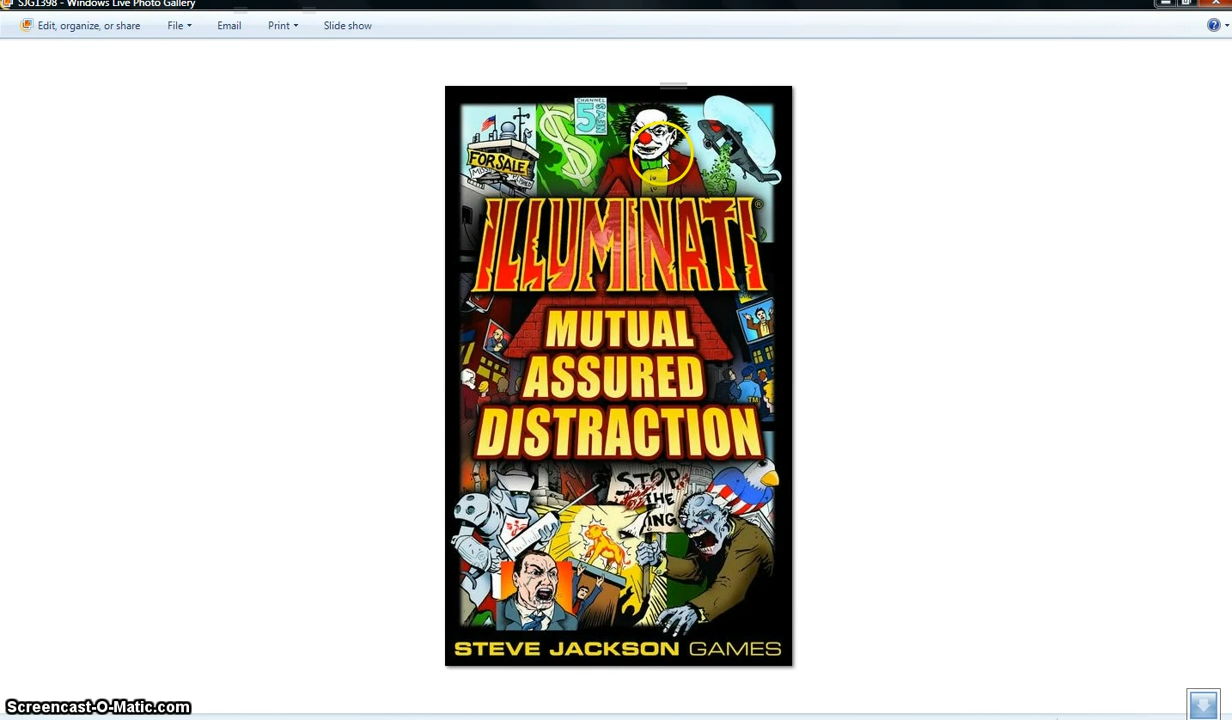 SJG1398 - Windows Live Photo Gallery
Edit, organize, or share
File
Email
Print
Slide show
CHANNEL
5
FOR SALE
ILLUMINATI®
MUTUAL
ASSURED
DISTRACTION™
STOP
THE
STEVE JACKSON GAMES
Screencast-O-Matic.com